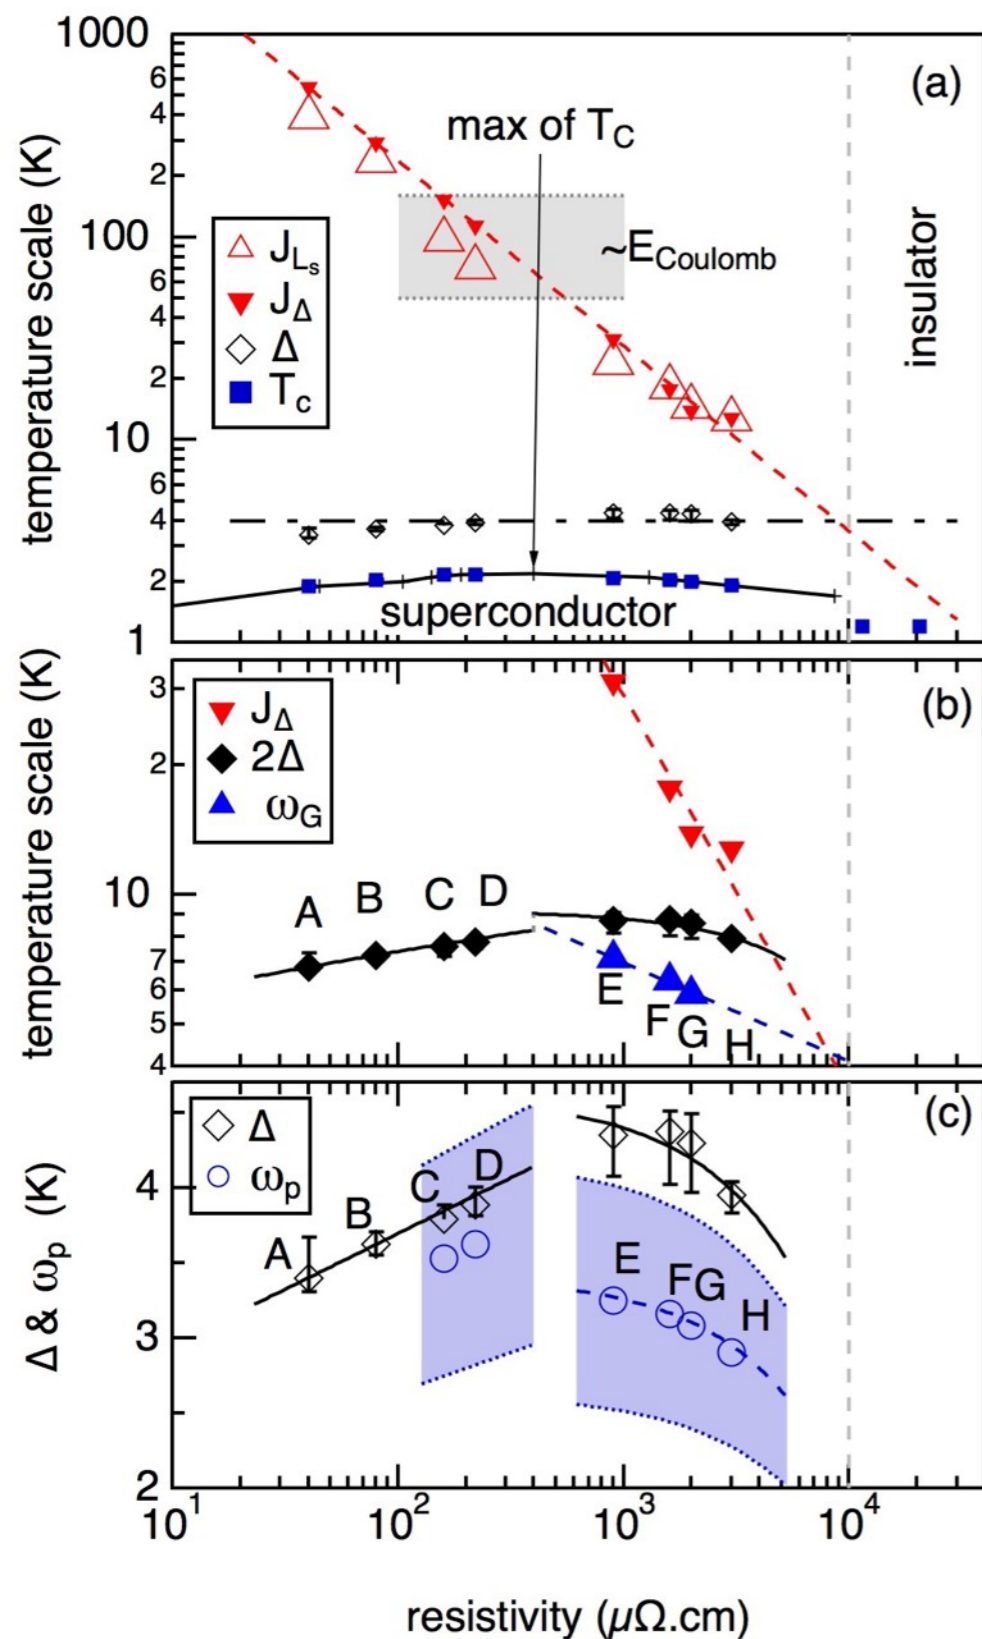 1000
6
4
2
100
6
4
2
10
6
4
2
1
temperature scale (K)
(a)
max of T_C
~E_Coulomb
insulator
J_Ls
J_Δ
Δ
T_c
superconductor
3
2
10
7
6
5
4
temperature scale (K)
(b)
J_Δ
2Δ
ω_G
A B C D
E F G H
4
3
2
Δ & ω_p (K)
(c)
Δ
ω_p
A B C D
E F G H
10^1 10^2 10^3 10^4
resistivity (μΩ.cm)